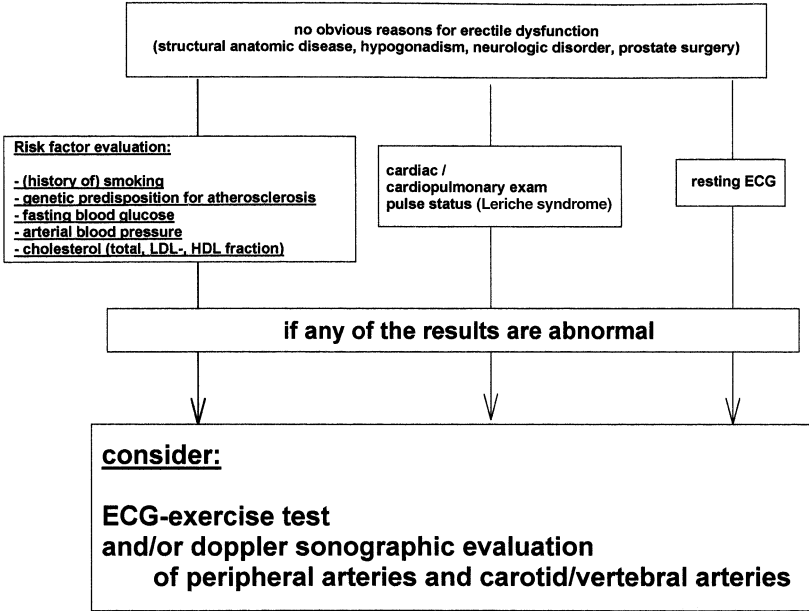 no obvious reasons for erectile dysfunction
(structural anatomic disease, hypogonadism, neurologic disorder, prostate surgery)
Risk factor evaluation:
- (history of) smoking
- genetic predisposition for atherosclerosis
- fasting blood glucose
- arterial blood pressure
- cholesterol (total, LDL-, HDL fraction)
cardiac /
cardiopulmonary exam
pulse status (Leriche syndrome)
resting ECG
if any of the results are abnormal
consider:
ECG-exercise test
and/or doppler sonographic evaluation
of peripheral arteries and carotid/vertebral arteries